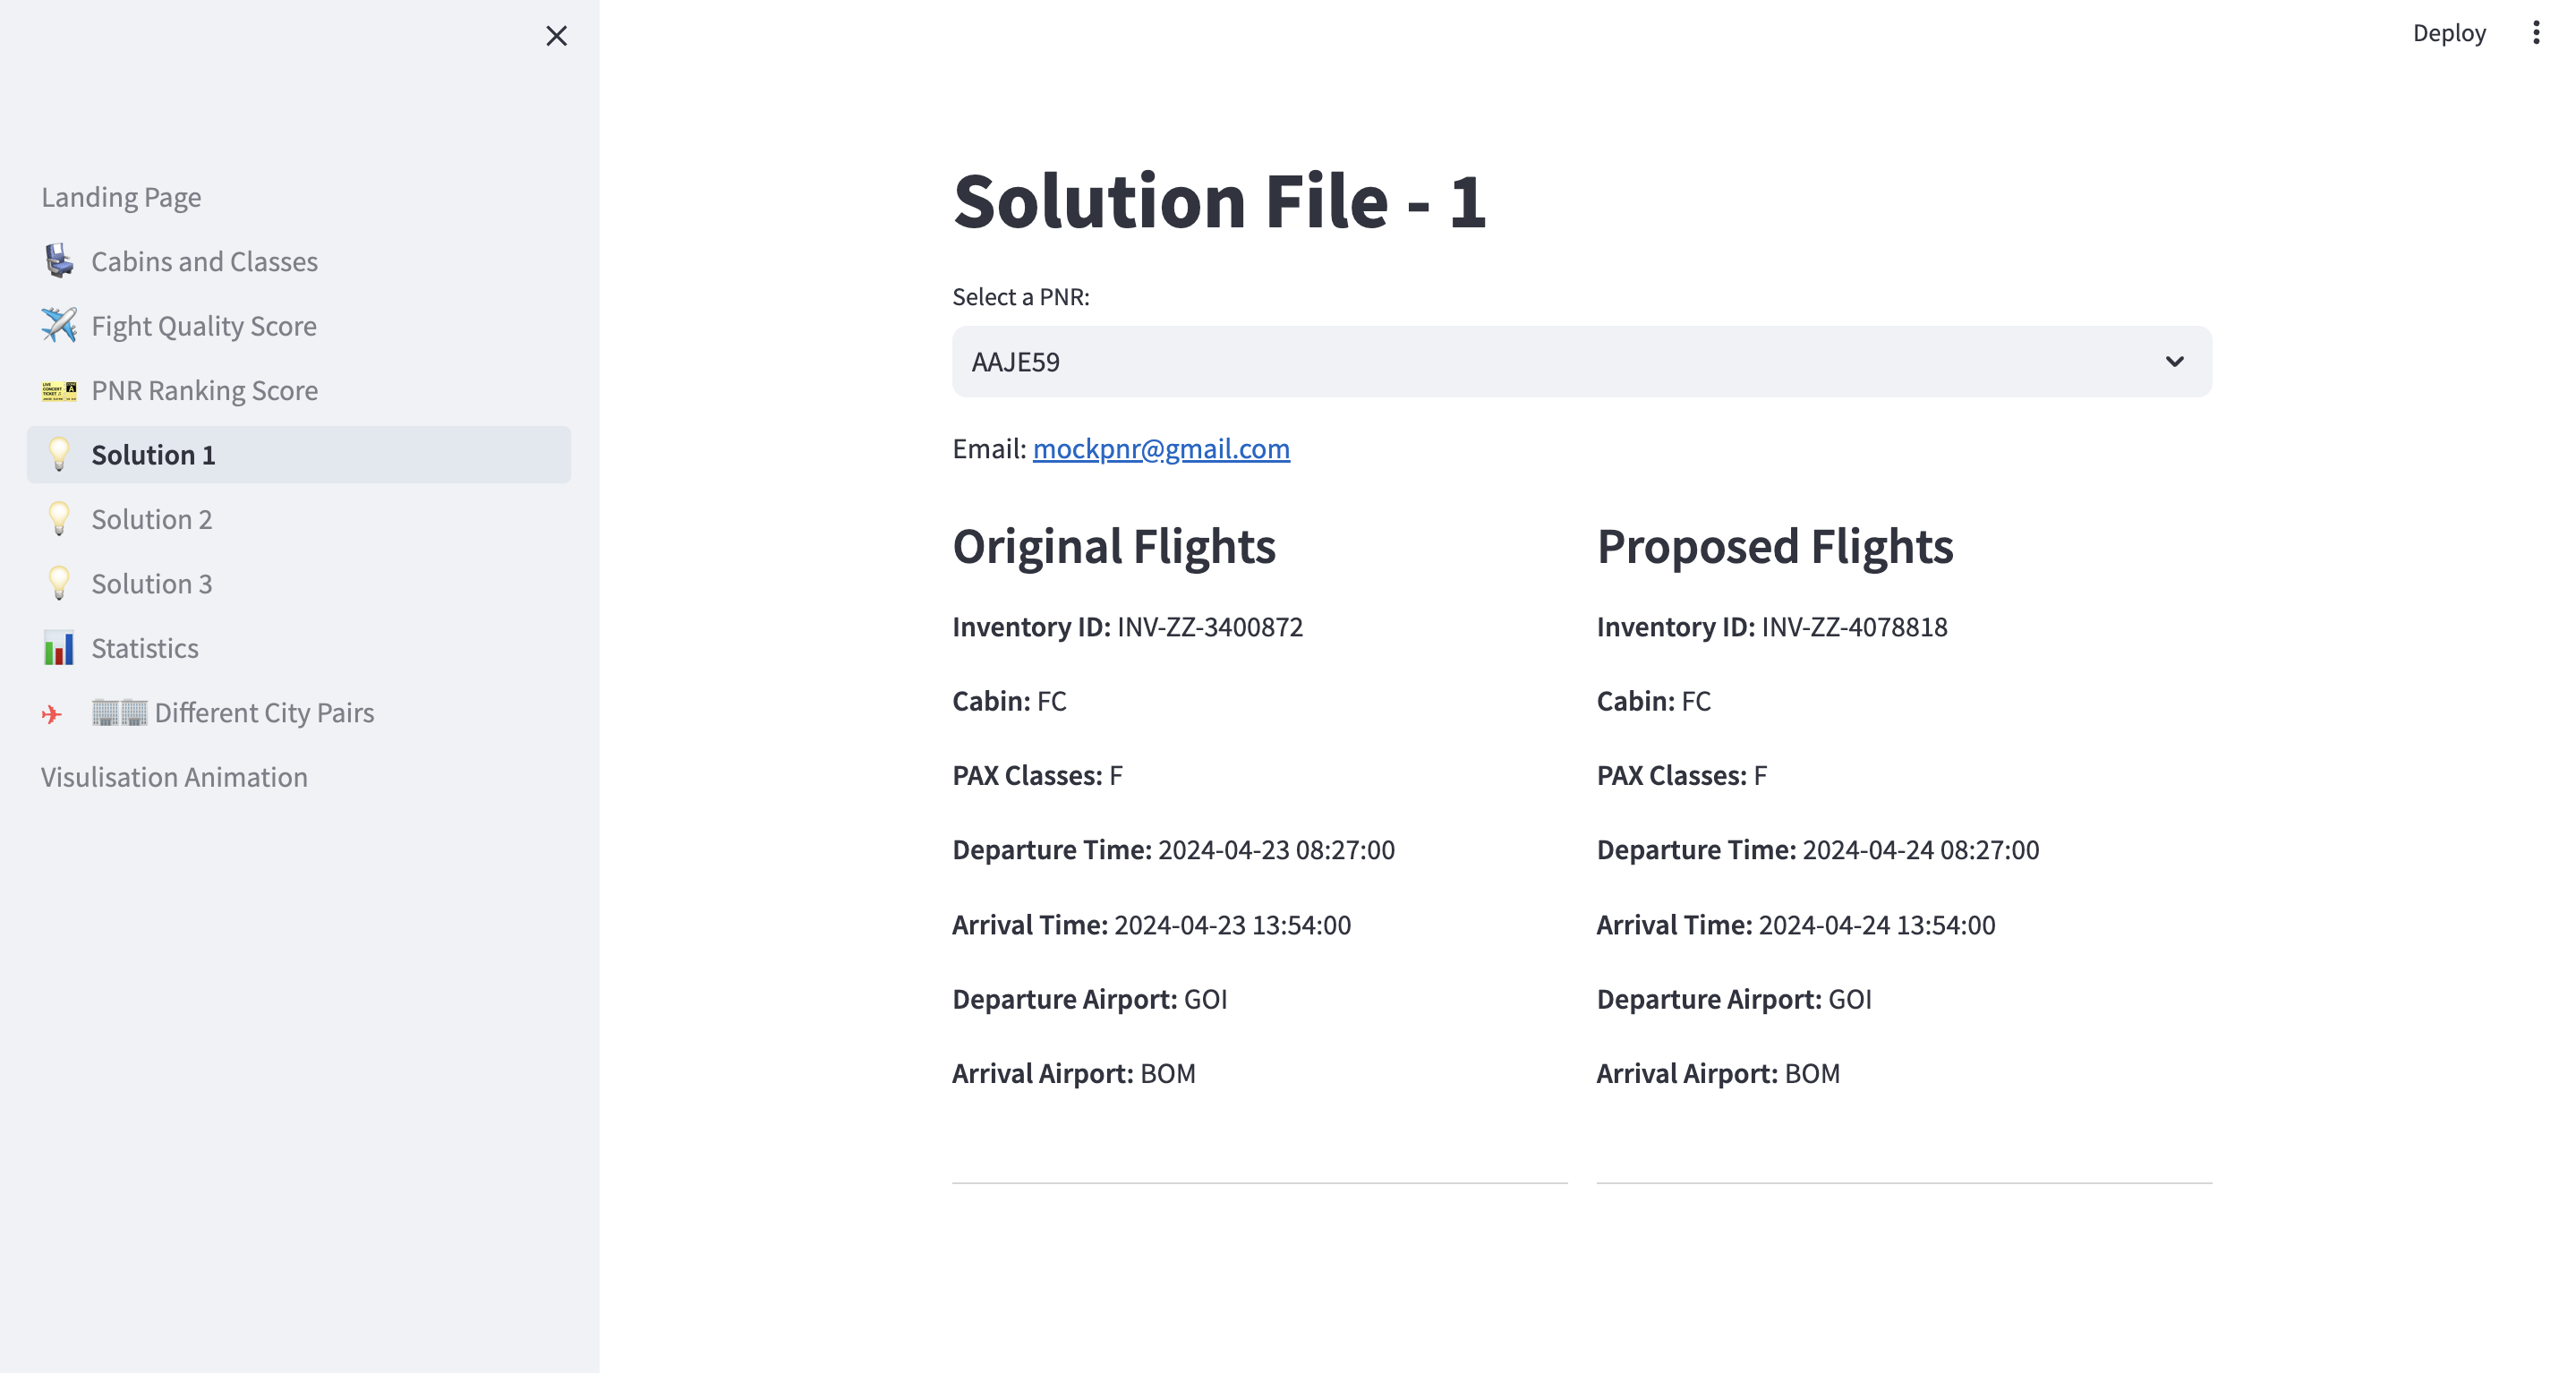 Deploy
Landing Page
Cabins and Classes
Fight Quality Score
PNR Ranking Score
Solution 1
Solution 2
Solution 3
Statistics
Different City Pairs
Visulisation Animation
Solution File - 1
Select a PNR:
AAJE59
Email: mockpnr@gmail.com
Original Flights
Inventory ID: INV-ZZ-3400872
Cabin: FC
PAX Classes: F
Departure Time: 2024-04-23 08:27:00
Arrival Time: 2024-04-23 13:54:00
Departure Airport: GOI
Arrival Airport: BOM
Proposed Flights
Inventory ID: INV-ZZ-4078818
Cabin: FC
PAX Classes: F
Departure Time: 2024-04-24 08:27:00
Arrival Time: 2024-04-24 13:54:00
Departure Airport: GOI
Arrival Airport: BOM